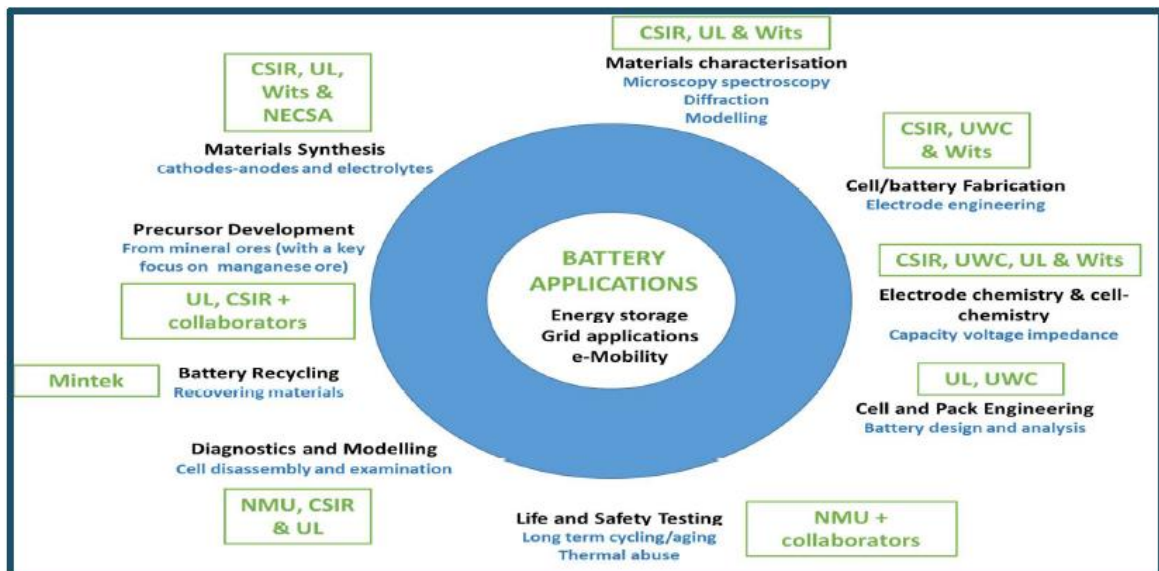 CSIR, UL & Wits
Materials characterisation
Microscopy spectroscopy
Diffraction
Modelling
CSIR, UWC
& Wits
Cell/battery Fabrication
Electrode engineering
CSIR, UWC, UL & Wits
Electrode chemistry & cell-
chemistry
Capacity voltage impedance
UL, UWC
Cell and Pack Engineering
Battery design and analysis
NMU +
collaborators
Life and Safety Testing
Long term cycling/aging
Thermal abuse
Diagnostics and Modelling
Cell disassembly and examination
NMU, CSIR
& UL
Mintek
Battery Recycling
Recovering materials
Precursor Development
From mineral ores (with a key
focus on manganese ore)
UL, CSIR +
collaborators
CSIR, UL,
Wits &
NECSA
Materials Synthesis
Cathodes-anodes and electrolytes
BATTERY
APPLICATIONS
Energy storage
Grid applications
e-Mobility